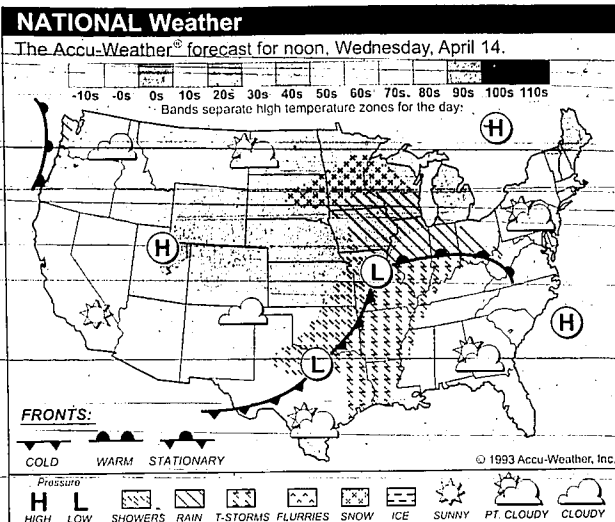 NATIONAL Weather
The Accu-Weather® forecast for noon, Wednesday, April 14.
-10s -0s 0s 10s 20s 30s 40s 50s 60s 70s 80s 90s 100s 110s
Bands separate high temperature zones for the day.
H
H
L
H
L
FRONTS:
COLD WARM STATIONARY
© 1993 Accu-Weather, Inc.
Pressure
H L
HIGH LOW SHOWERS RAIN T-STORMS FLURRIES SNOW ICE SUNNY PT. CLOUDY CLOUDY